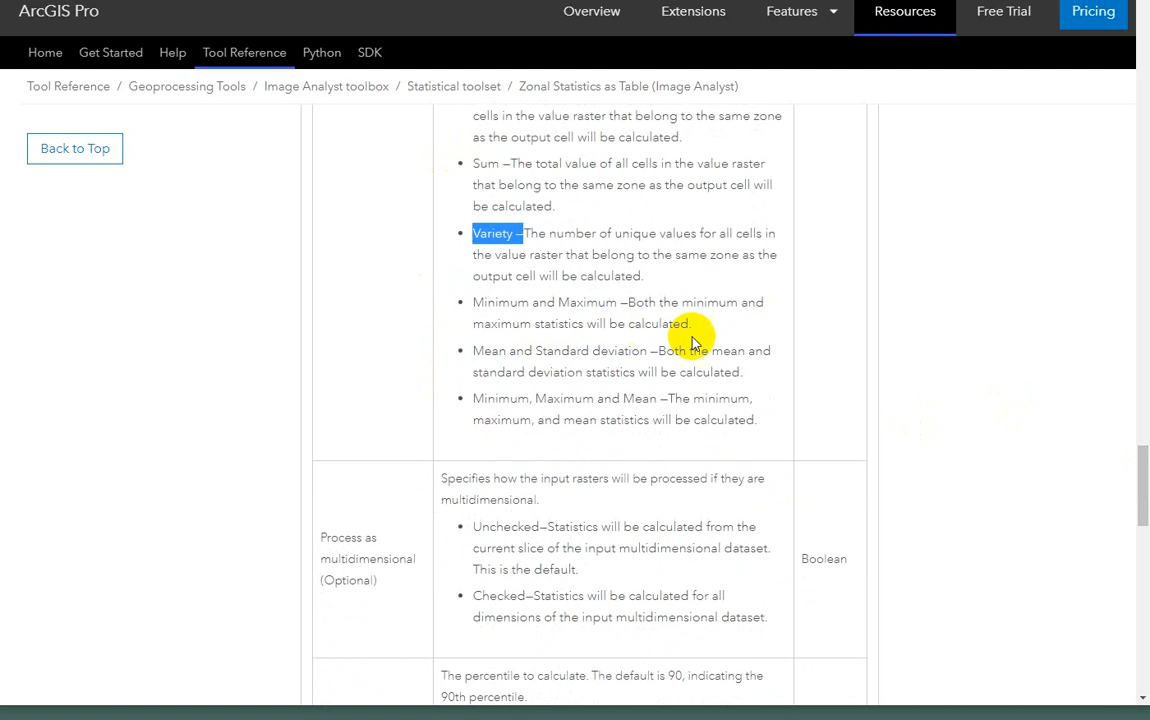 ArcGIS Pro
Overview
Extensions
Features
Resources
Free Trial
Pricing
Home
Get Started
Help
Tool Reference
Python
SDK
Tool Reference / Geoprocessing Tools / Image Analyst toolbox / Statistical toolset / Zonal Statistics as Table (Image Analyst)
Back to Top
cells in the value raster that belong to the same zone
as the output cell will be calculated.
• Sum —The total value of all cells in the value raster
that belong to the same zone as the output cell will
be calculated.
• Variety —The number of unique values for all cells in
the value raster that belong to the same zone as the
output cell will be calculated.
• Minimum and Maximum —Both the minimum and
maximum statistics will be calculated.
• Mean and Standard deviation —Both the mean and
standard deviation statistics will be calculated.
• Minimum, Maximum and Mean —The minimum,
maximum, and mean statistics will be calculated.
Process as
multidimensional
(Optional)
Specifies how the input rasters will be processed if they are
multidimensional.
• Unchecked—Statistics will be calculated from the
current slice of the input multidimensional dataset.
This is the default.
• Checked—Statistics will be calculated for all
dimensions of the input multidimensional dataset.
Boolean
The percentile to calculate. The default is 90, indicating the
90th percentile.